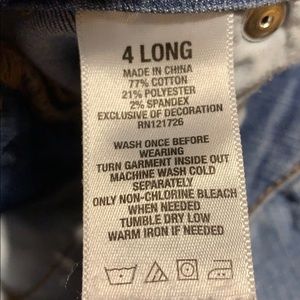 4 LONG
MADE IN CHINA
77% COTTON
21% POLYESTER
2% SPANDEX
EXCLUSIVE OF DECORATION
RN121726
WASH ONCE BEFORE
WEARING
TURN GARMENT INSIDE OUT
MACHINE WASH COLD
SEPARATELY
ONLY NON-CHLORINE BLEACH
WHEN NEEDED
TUMBLE DRY LOW
WARM IRON IF NEEDED